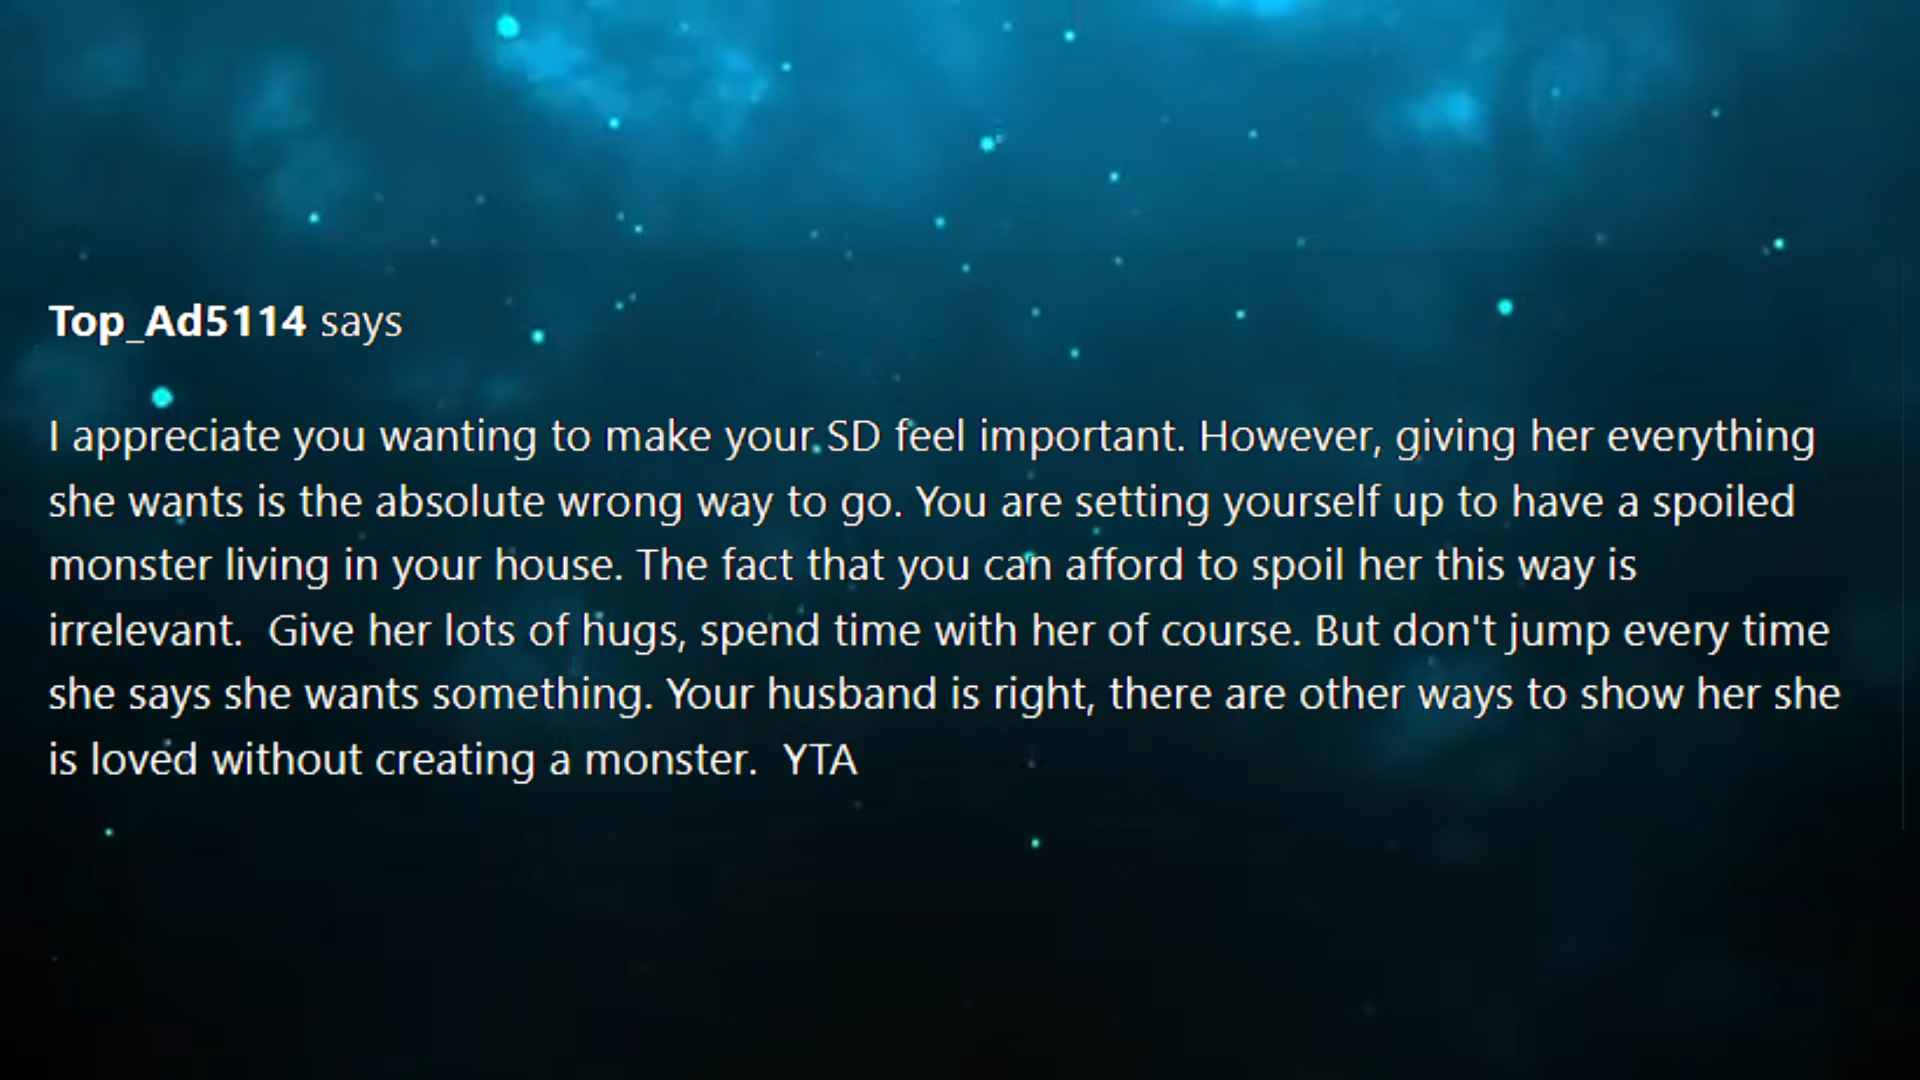 Top_Ad5114 says
I appreciate you wanting to make your SD feel important. However, giving her everything
she wants is the absolute wrong way to go. You are setting yourself up to have a spoiled
monster living in your house. The fact that you can afford to spoil her this way is
irrelevant.  Give her lots of hugs, spend time with her of course. But don't jump every time
she says she wants something. Your husband is right, there are other ways to show her she
is loved without creating a monster.  YTA